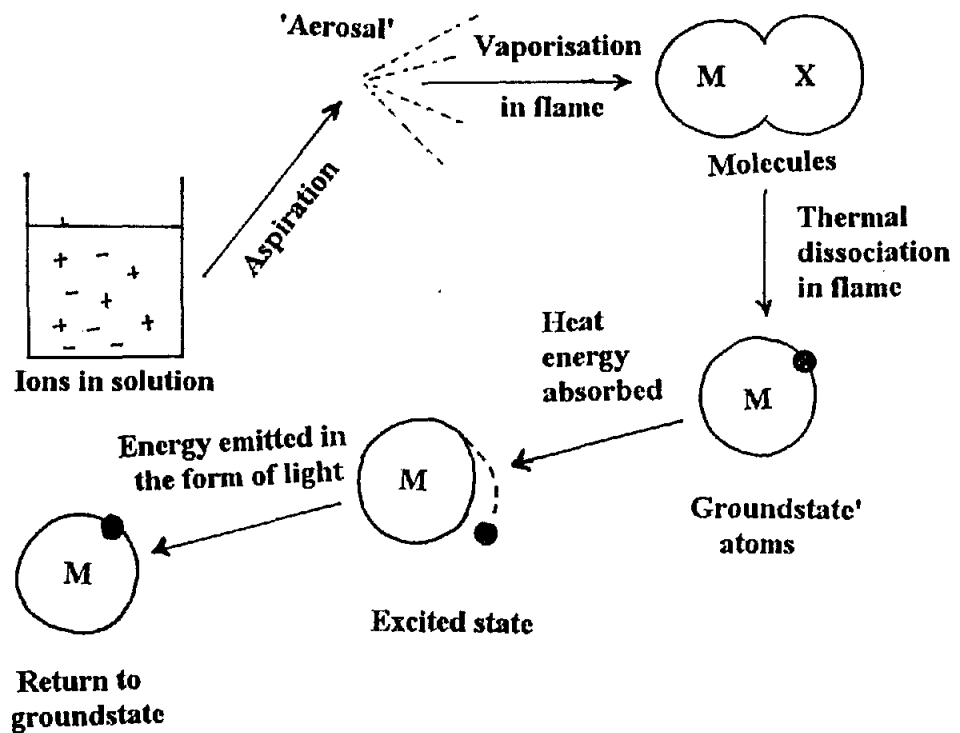 'Aerosal'
Vaporisation
in flame
M X
Molecules
Thermal
dissociation
in flame
Aspiration
+
+ -
+
- +
+ - +
- -
Ions in solution
Heat
energy
absorbed
M
Groundstate'
atoms
Energy emitted in
the form of light
M
Excited state
M
Return to
groundstate